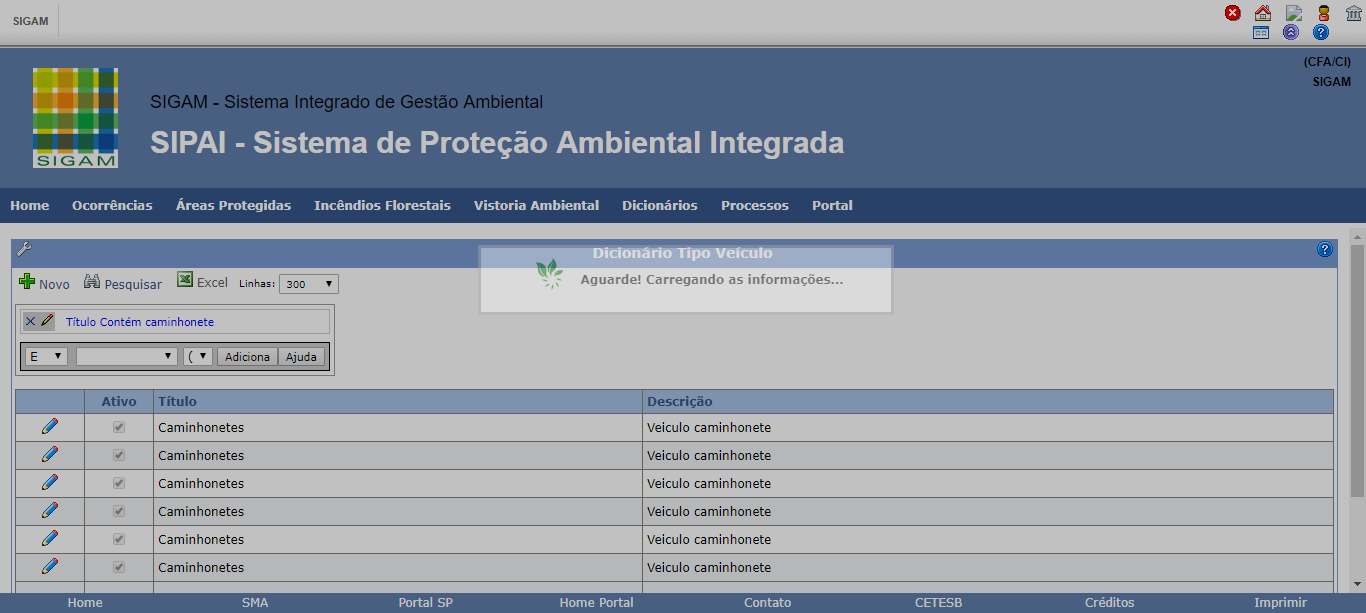 SIGAM
(CFA/CI)
SIGAM
SIGAM
SIGAM - Sistema Integrado de Gestão Ambiental
SIPAI - Sistema de Proteção Ambiental Integrada
Home Ocorrências Áreas Protegidas Incêndios Florestais Vistoria Ambiental Dicionários Processos Portal
Dicionário Tipo Veículo
Aguarde! Carregando as informações...
Novo Pesquisar Excel Linhas: 300
Título Contém caminhonete
E ( Adiciona Ajuda
Ativo Título Descrição
Caminhonetes Veiculo caminhonete
Caminhonetes Veiculo caminhonete
Caminhonetes Veiculo caminhonete
Caminhonetes Veiculo caminhonete
Caminhonetes Veiculo caminhonete
Caminhonetes Veiculo caminhonete
Home SMA Portal SP Home Portal Contato CETESB Créditos Imprimir